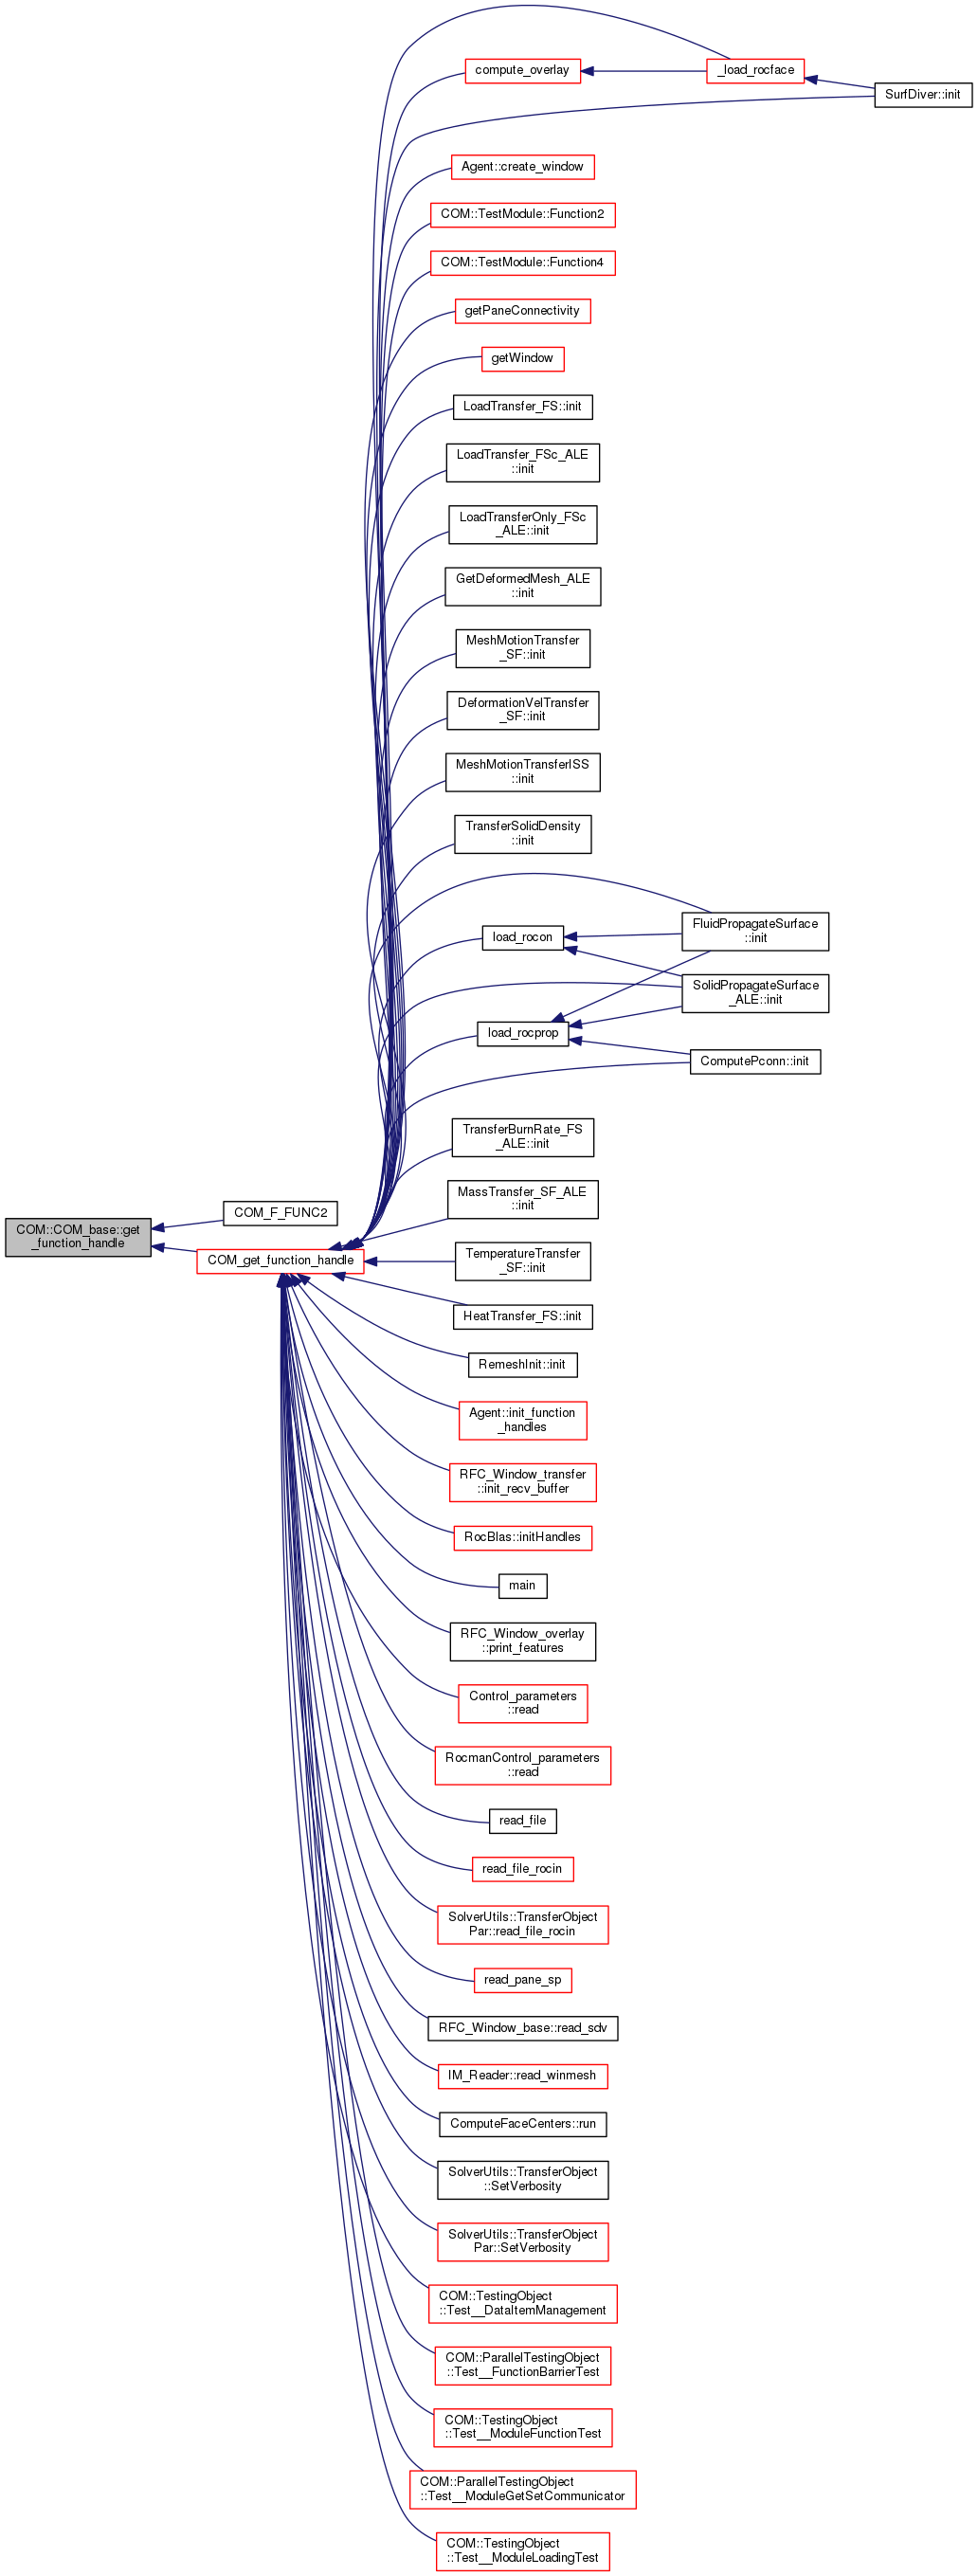 compute_overlay
_load_rocface
SurfDiver::init
Agent::create_window
COM::TestModule::Function2
COM::TestModule::Function4
getPaneConnectivity
getWindow
LoadTransfer_FS::init
LoadTransfer_FSc_ALE
::init
LoadTransferOnly_FSc
_ALE::init
GetDeformedMesh_ALE
::init
MeshMotionTransfer
_SF::init
DeformationVelTransfer
_SF::init
MeshMotionTransferISS
::init
TransferSolidDensity
::init
FluidPropagateSurface
::init
load_rocon
SolidPropagateSurface
_ALE::init
load_rocprop
ComputePconn::init
TransferBurnRate_FS
_ALE::init
MassTransfer_SF_ALE
::init
COM_F_FUNC2
COM::COM_base::get
_function_handle
COM_get_function_handle
TemperatureTransfer
_SF::init
HeatTransfer_FS::init
RemeshInit::init
Agent::init_function
_handles
RFC_Window_transfer
::init_recv_buffer
RocBlas::initHandles
main
RFC_Window_overlay
::print_features
Control_parameters
::read
RocmanControl_parameters
::read
read_file
read_file_rocin
SolverUtils::TransferObject
Par::read_file_rocin
read_pane_sp
RFC_Window_base::read_sdv
IM_Reader::read_winmesh
ComputeFaceCenters::run
SolverUtils::TransferObject
::SetVerbosity
SolverUtils::TransferObject
Par::SetVerbosity
COM::TestingObject
::Test__DataItemManagement
COM::ParallelTestingObject
::Test__FunctionBarrierTest
COM::TestingObject
::Test__ModuleFunctionTest
COM::ParallelTestingObject
::Test__ModuleGetSetCommunicator
COM::TestingObject
::Test__ModuleLoadingTest